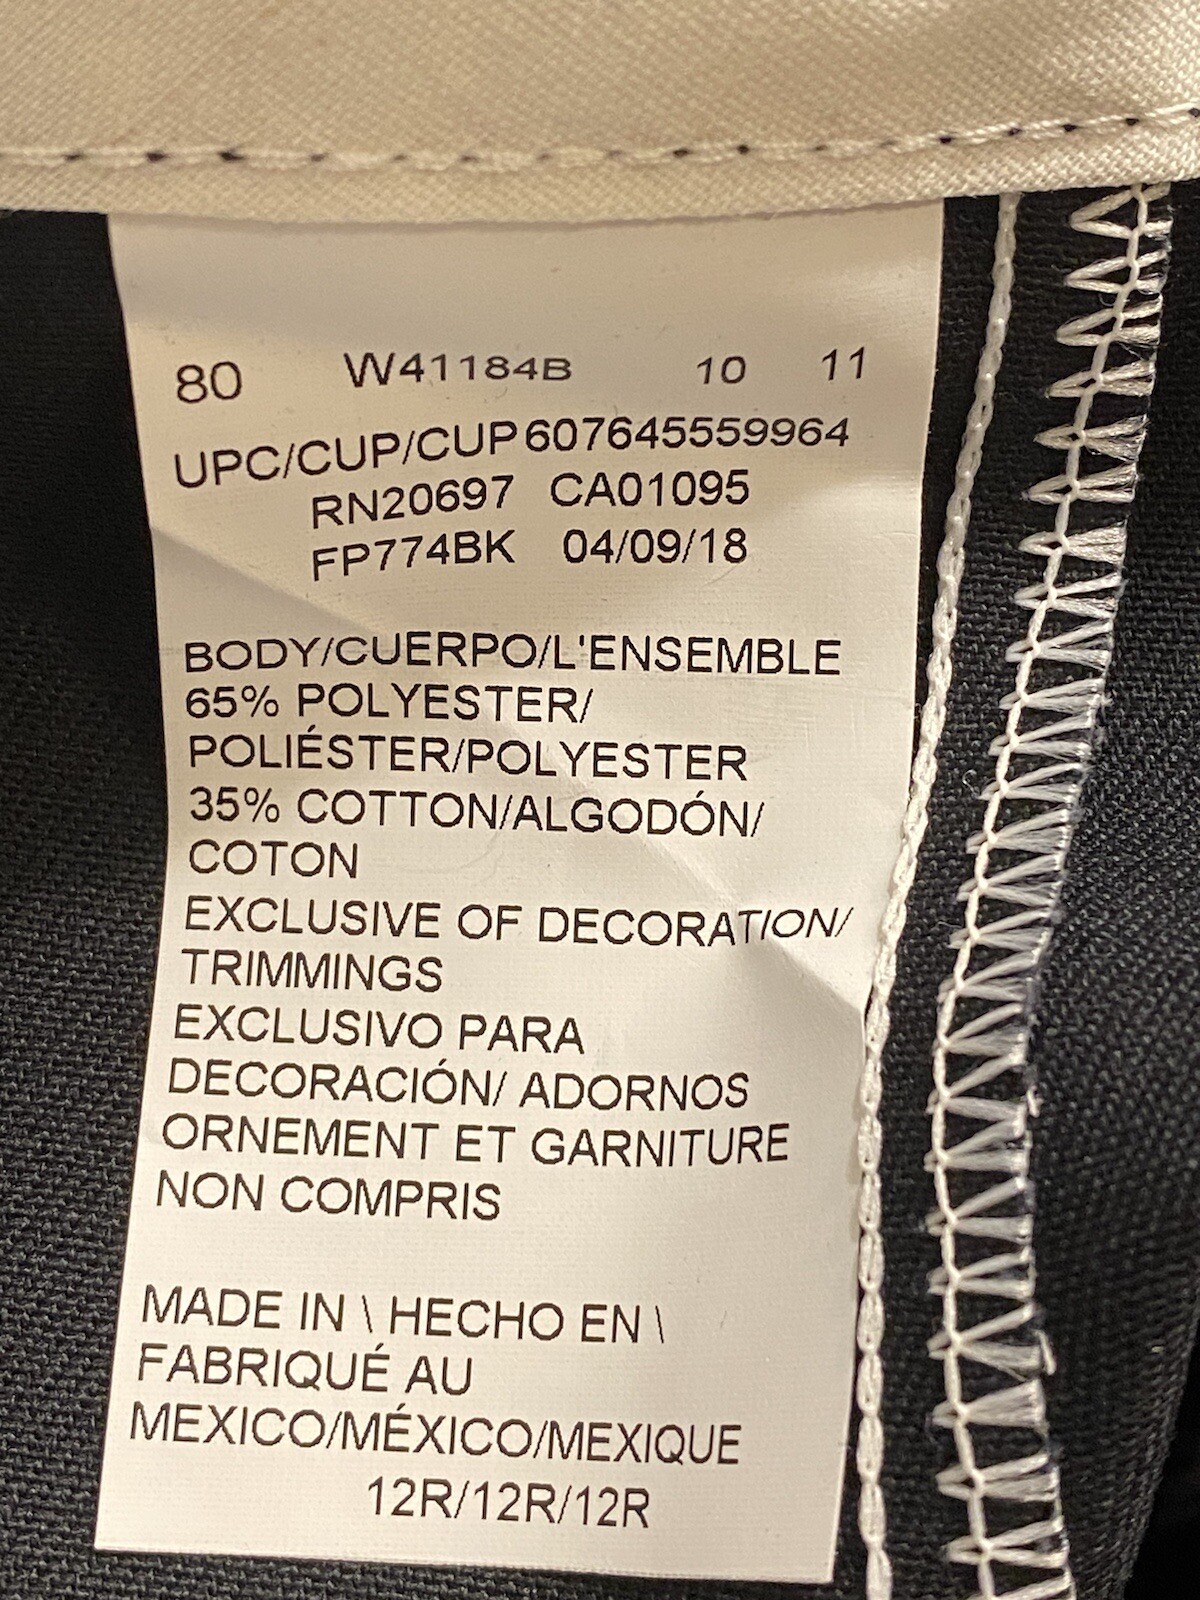 80 W41184B 10 11
UPC/CUP/CUP607645559964
RN20697 CA01095
FP774BK 04/09/18
BODY/CUERPO/L'ENSEMBLE
65% POLYESTER/
POLIÉSTER/POLYESTER
35% COTTON/ALGODÓN/
COTON
EXCLUSIVE OF DECORATION/
TRIMMINGS
EXCLUSIVO PARA
DECORACIÓN/ ADORNOS
ORNEMENT ET GARNITURE
NON COMPRIS
MADE IN \ HECHO EN \
FABRIQUÉ AU
MEXICO/MÉXICO/MEXIQUE
12R/12R/12R